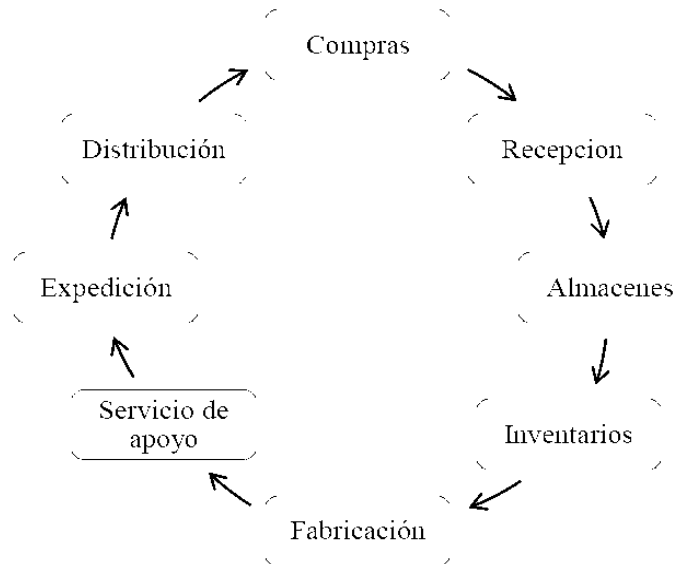 Compras
Recepcion
Almacenes
Inventarios
Fabricación
Servicio de
apoyo
Expedición
Distribución